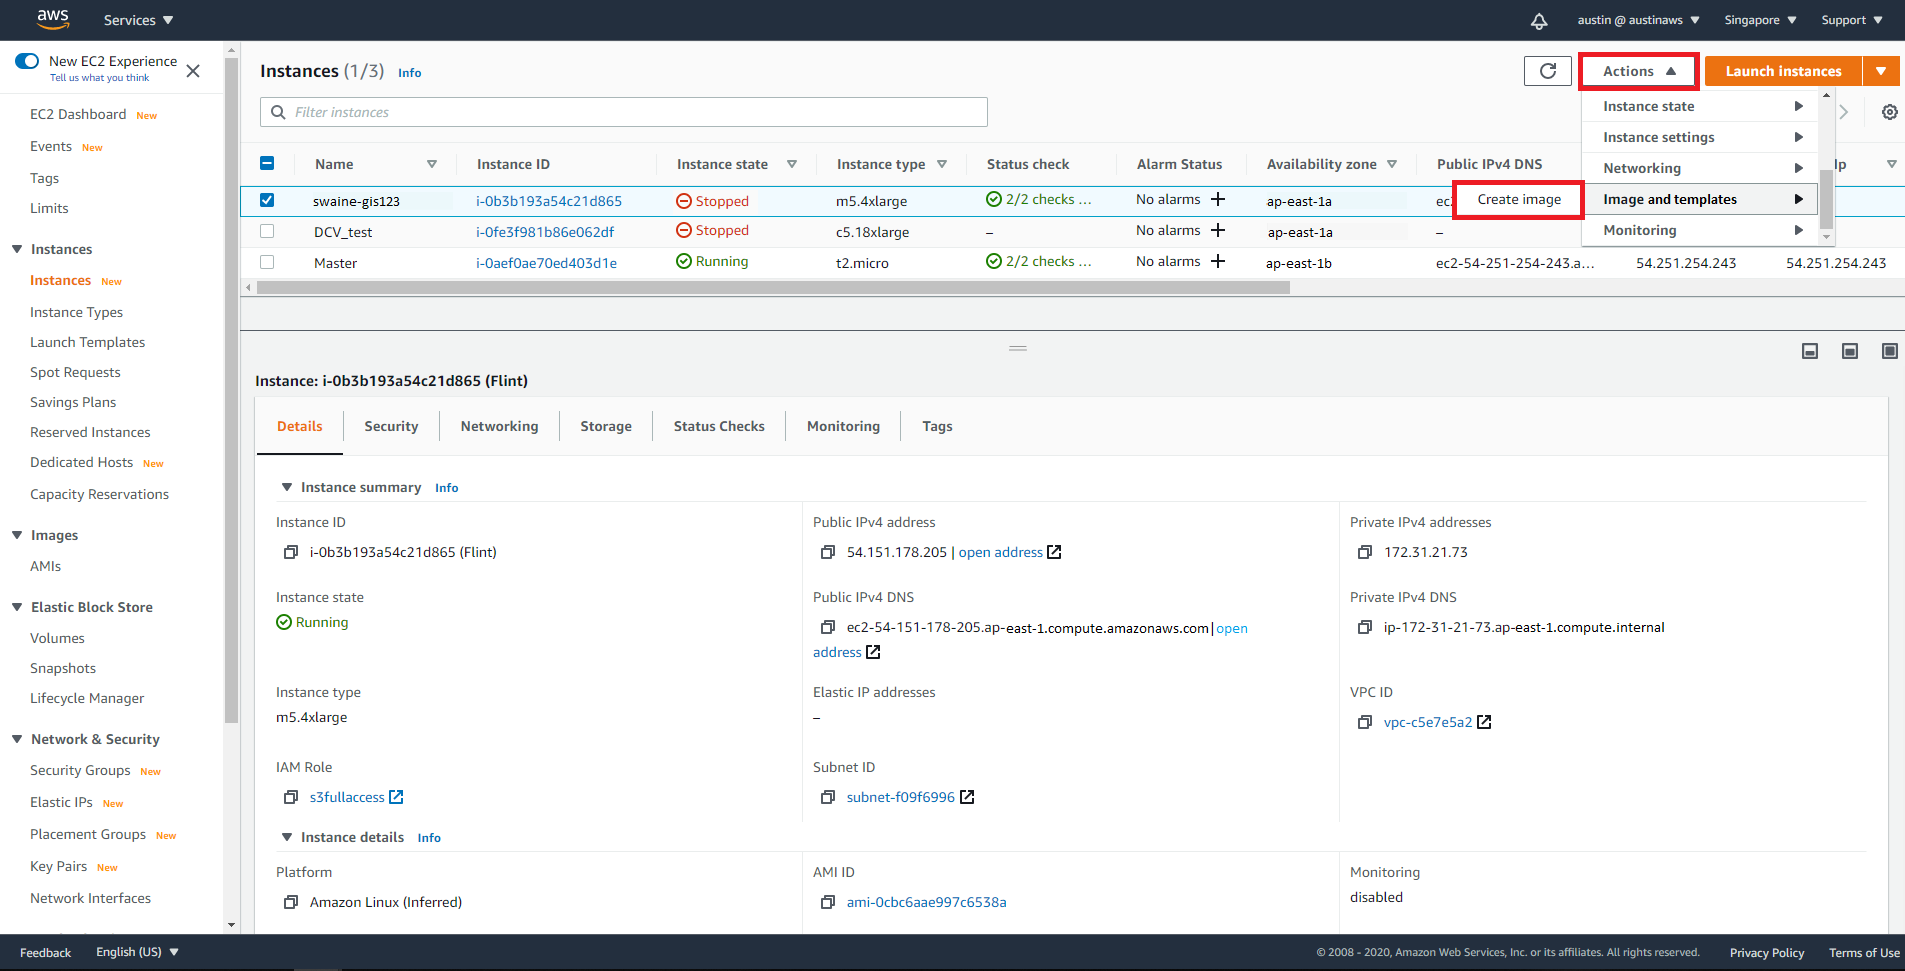 aws Services austin @ austinaws Singapore Support
New EC2 Experience
Tell us what you think
EC2 Dashboard New
Events New
Tags
Limits
Instances
Instances New
Instance Types
Launch Templates
Spot Requests
Savings Plans
Reserved Instances
Dedicated Hosts New
Capacity Reservations
Images
AMIs
Elastic Block Store
Volumes
Snapshots
Lifecycle Manager
Network & Security
Security Groups New
Elastic IPs New
Placement Groups New
Key Pairs New
Network Interfaces
Instances (1/3) Info
Actions
Launch instances
Filter instances
Instance state
Instance settings
Networking
Image and templates
Monitoring
Create image
Name Instance ID Instance state Instance type Status check Alarm Status Availability zone Public IPv4 DNS Ip
swaine-gis123 i-0b3b193a54c21d865 Stopped m5.4xlarge 2/2 checks ... No alarms + ap-east-1a ec2
DCV_test i-0fe3f981b86e062df Stopped c5.18xlarge – No alarms + ap-east-1a –
Master i-0aef0ae70ed403d1e Running t2.micro 2/2 checks ... No alarms + ap-east-1b ec2-54-251-254-243.a... 54.251.254.243 54.251.254.243
Instance: i-0b3b193a54c21d865 (Flint)
Details Security Networking Storage Status Checks Monitoring Tags
Instance summary Info
Instance ID
i-0b3b193a54c21d865 (Flint)
Public IPv4 address
54.151.178.205 | open address
Private IPv4 addresses
172.31.21.73
Instance state
Running
Public IPv4 DNS
ec2-54-151-178-205.ap-east-1.compute.amazonaws.com|open
address
Private IPv4 DNS
ip-172-31-21-73.ap-east-1.compute.internal
Instance type
m5.4xlarge
Elastic IP addresses
–
VPC ID
vpc-c5e7e5a2
IAM Role
s3fullaccess
Subnet ID
subnet-f09f6996
Instance details Info
Platform
Amazon Linux (Inferred)
AMI ID
ami-0cbc6aae997c6538a
Monitoring
disabled
Feedback English (US) © 2008 - 2020, Amazon Web Services, Inc. or its affiliates. All rights reserved. Privacy Policy Terms of Use